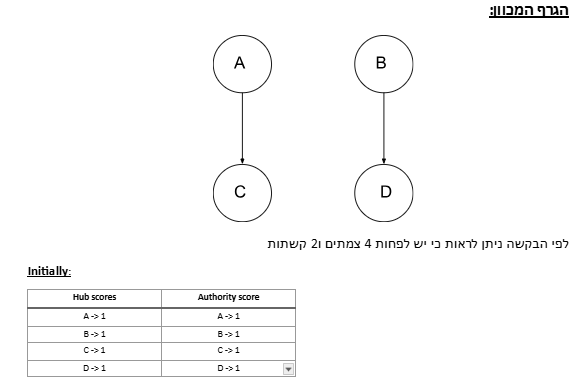 הגרף המכוון:
A B
C D
לפי הבקשה ניתן לראות כי יש לפחות 4 צמתים ו2 קשתות
Initially:
Hub scores Authority score
A -> 1 A -> 1
B -> 1 B -> 1
C -> 1 C -> 1
D -> 1 D -> 1